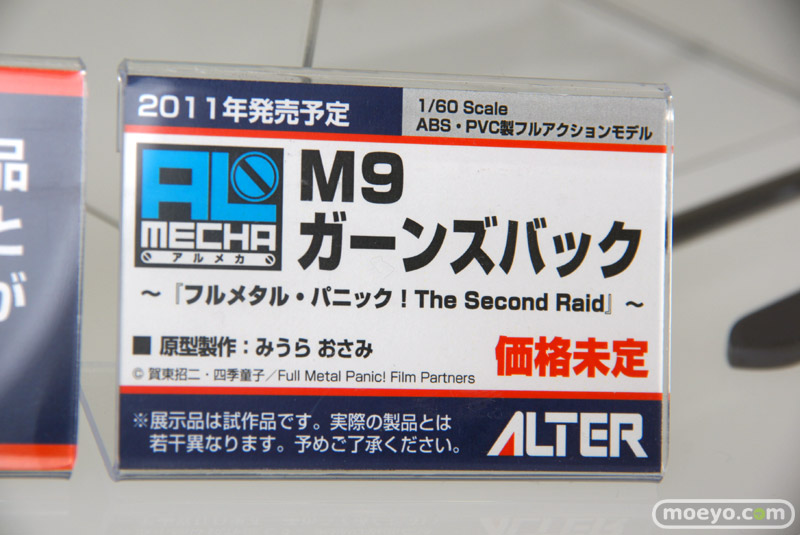 品
と
が
2011年発売予定
1/60 Scale
ABS・PVC製フルアクションモデル
AL
MECHA
アルメカ
M9
ガーンズバック
～『フルメタル・パニック！The Second Raid』～
■ 原型製作：みうら おさみ
価格未定
© 賀東招二・四季童子／Full Metal Panic! Film Partners
※展示品は試作品です。実際の製品とは
若干異なります。予めご了承ください。
ALTER
moeyo.com